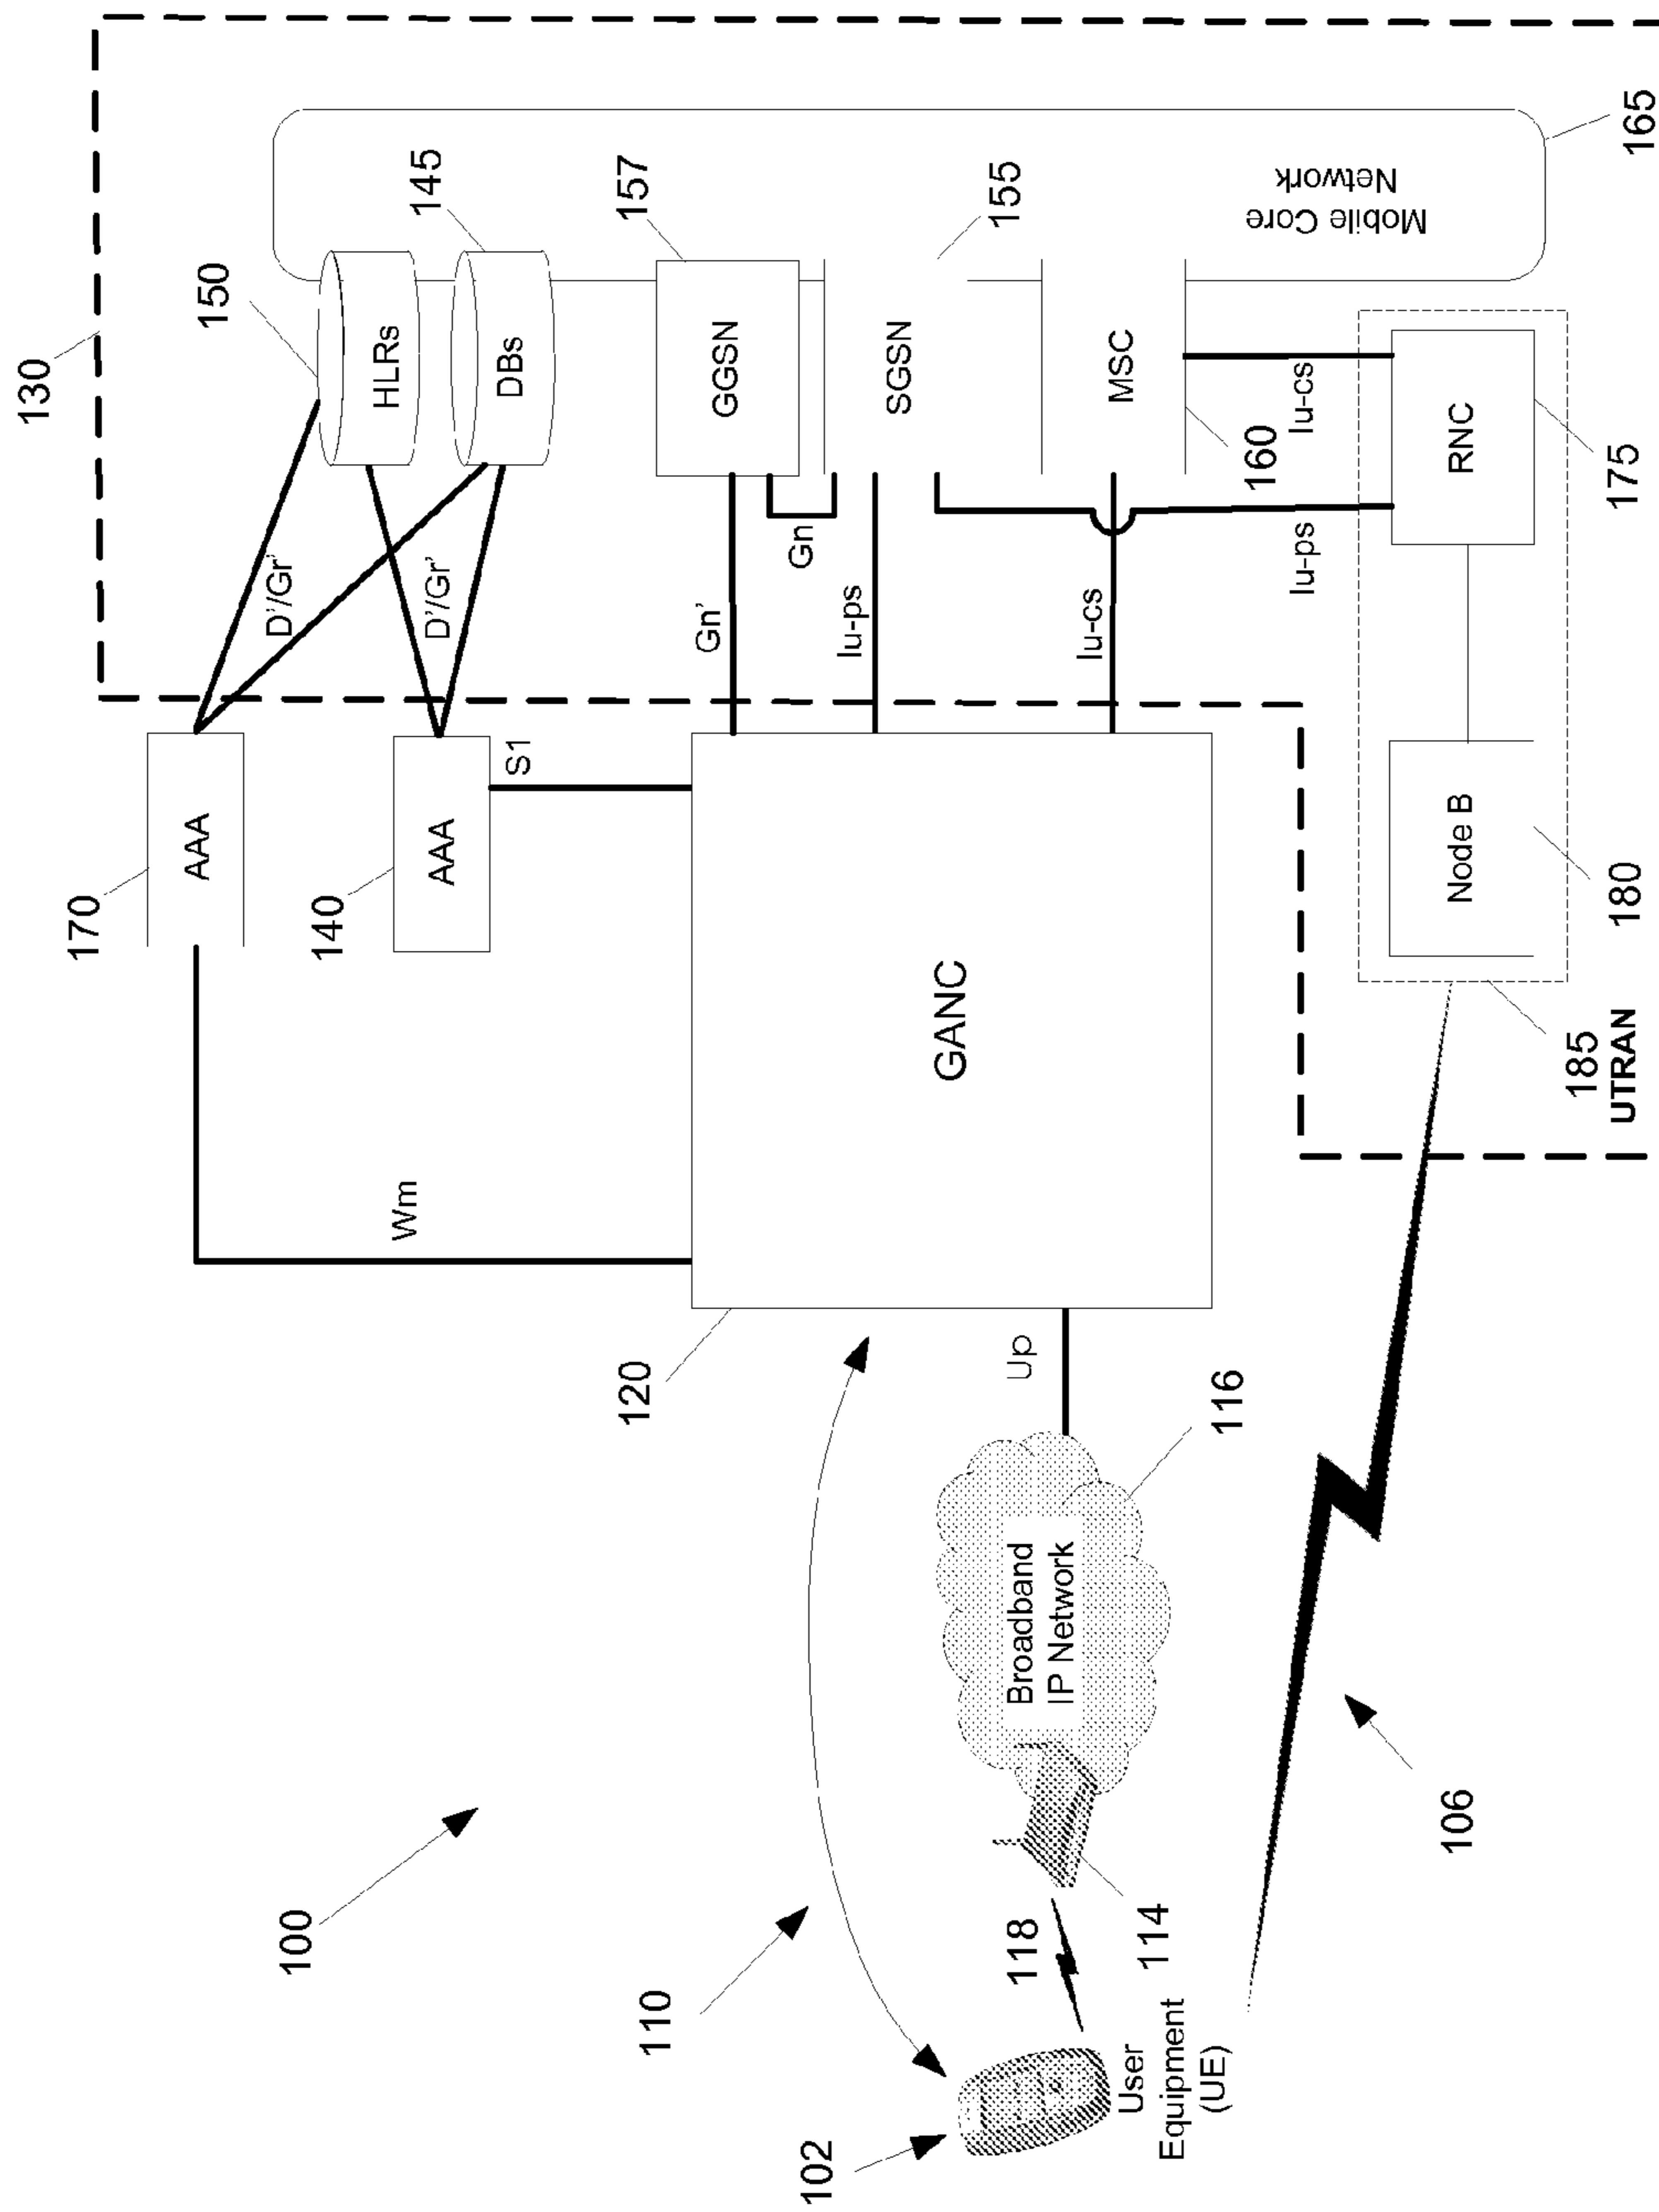 130
150
145
157
155
165
HLRs
DBs
GGSN
SGSN
MSC
Mobile Core
Network
160
Iu-cs
RNC
175
D'/Gr'
D'/Gr'
Gn'
Gn
Iu-ps
Iu-cs
Iu-ps
170
AAA
140
AAA
S1
GANC
Node B
180
185
UTRAN
Wm
120
Up
116
Broadband
IP Network
100
110
118
114
106
102
User
Equipment
(UE)